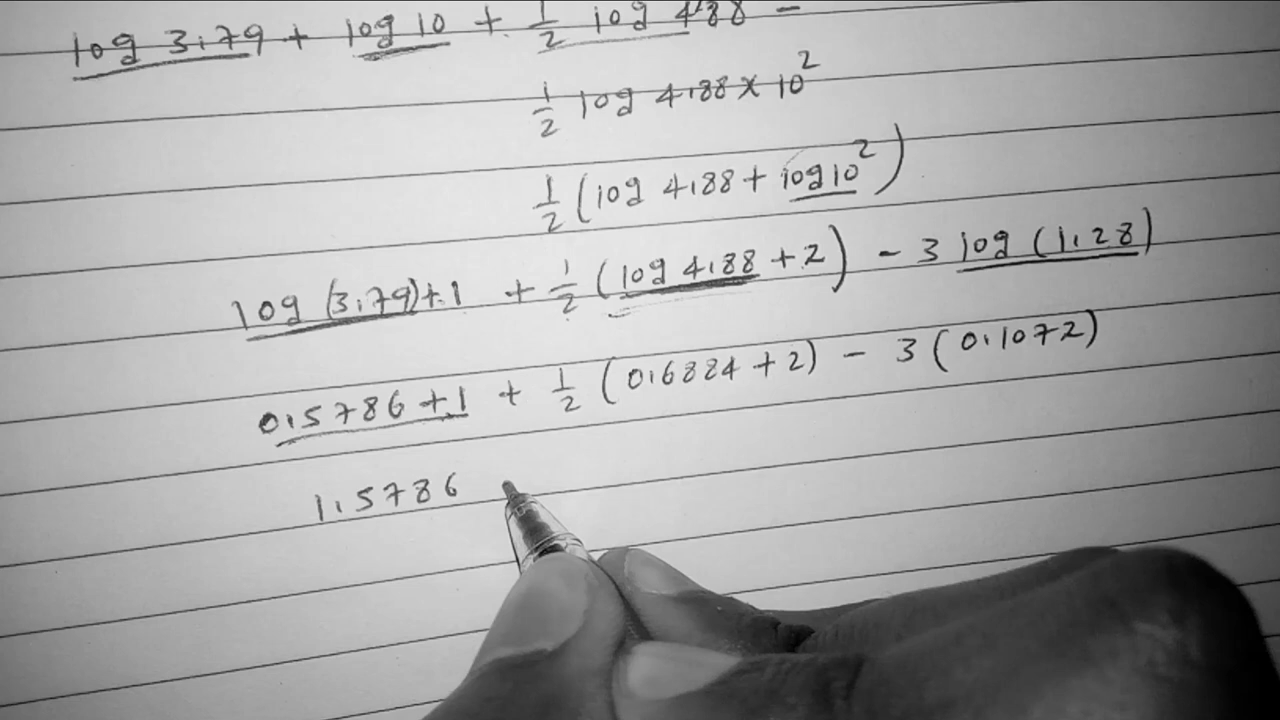 log 3.79 + log 10 + 1/2 log 488 -
1/2 log 4.88 x 10²
1/2 (log 4.88 + log 10²)
log (3.79) + 1 + 1/2 (log 4.88 + 2) - 3 log (1.28)
0.5786 + 1 + 1/2 (0.6884 + 2) - 3 (0.1072)
1.5786